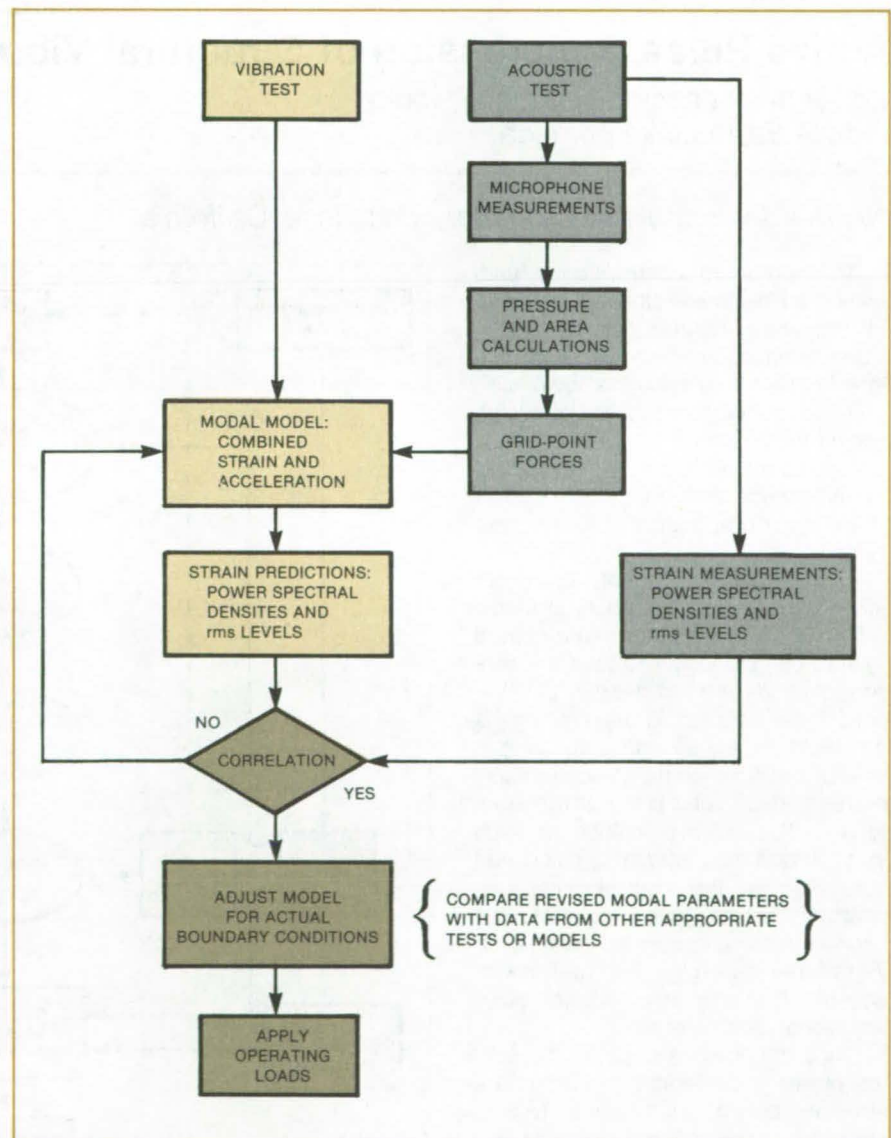 VIBRATION
TEST
ACOUSTIC
TEST
MICROPHONE
MEASUREMENTS
PRESSURE
AND AREA
CALCULATIONS
MODAL MODEL:
COMBINED
STRAIN AND
ACCELERATION
GRID-POINT
FORCES
STRAIN PREDICTIONS:
POWER SPECTRAL
DENSITES AND
rms LEVELS
STRAIN MEASUREMENTS:
POWER SPECTRAL
DENSITIES AND
rms LEVELS
NO
CORRELATION
YES
ADJUST MODEL
FOR ACTUAL
BOUNDARY CONDITIONS
COMPARE REVISED MODAL PARAMETERS
WITH DATA FROM OTHER APPROPRIATE
TESTS OR MODELS
APPLY
OPERATING
LOADS